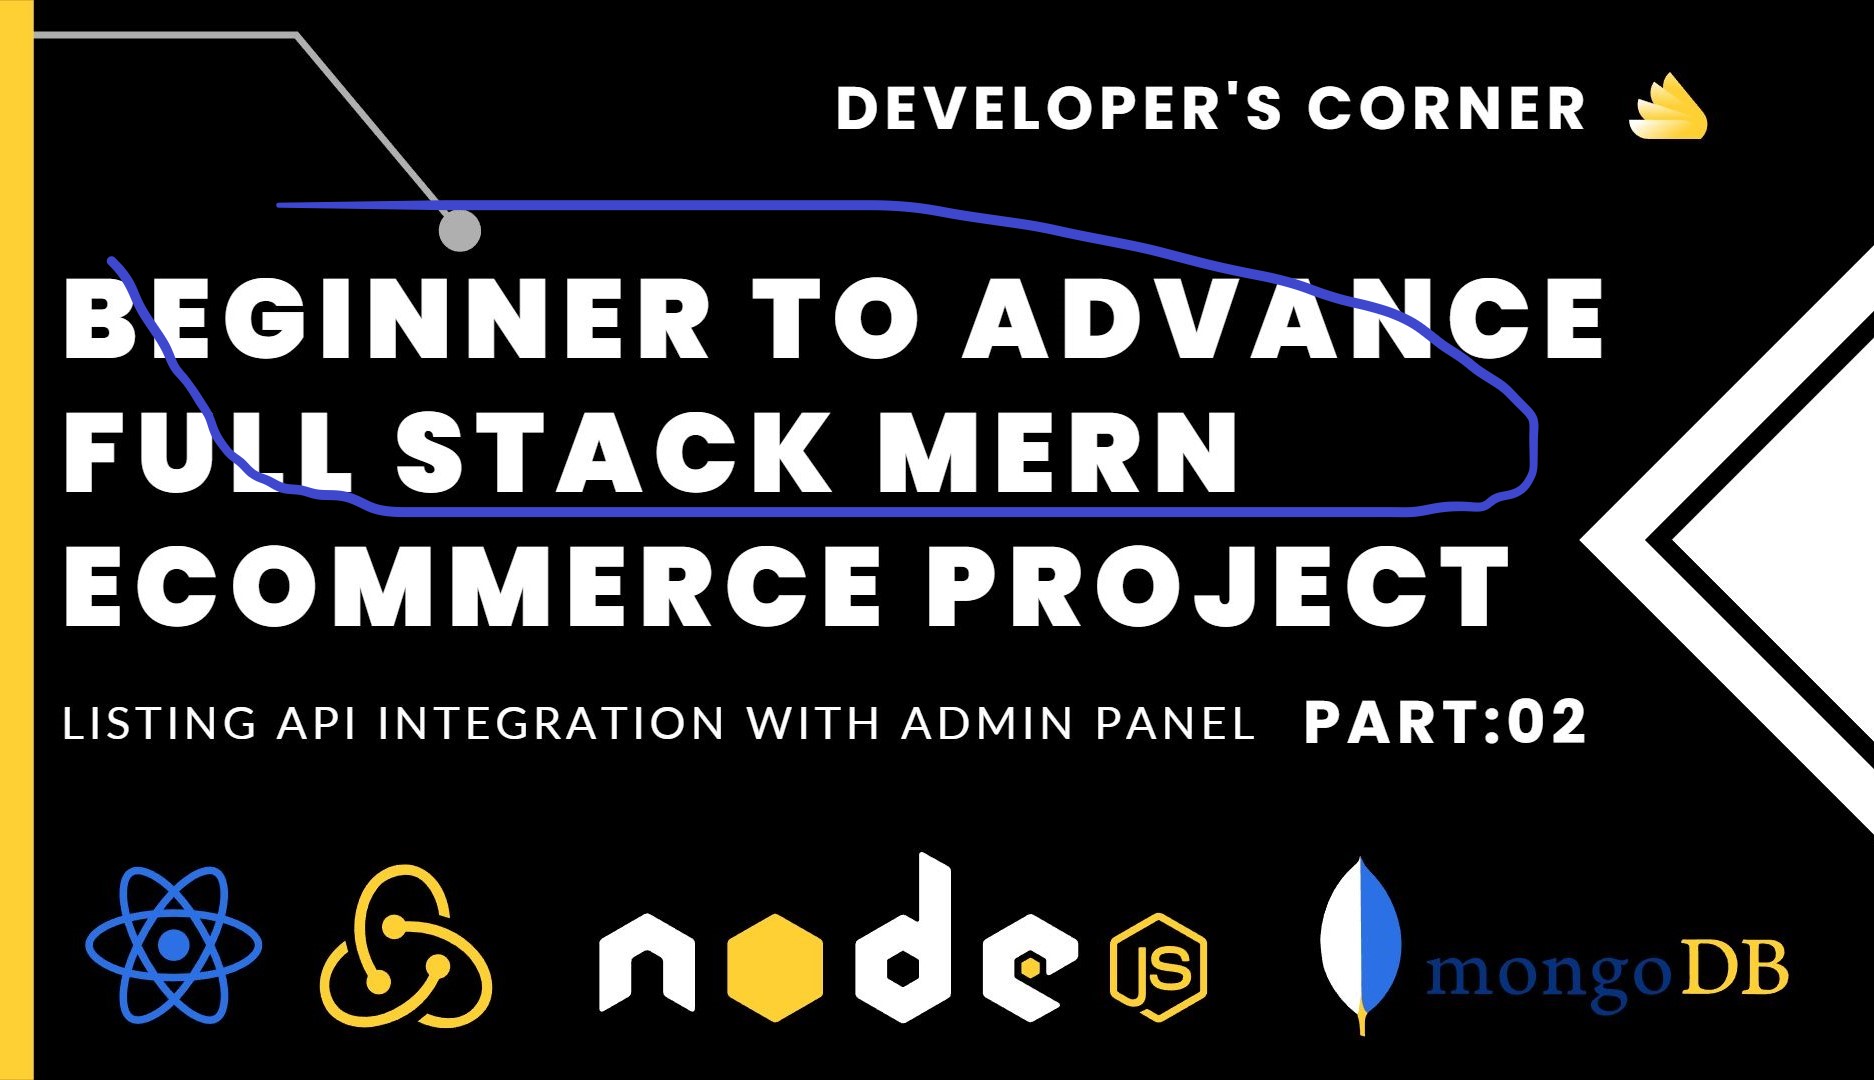 DEVELOPER'S CORNER
BEGINNER TO ADVANCE
FULL STACK MERN
ECOMMERCE PROJECT
LISTING API INTEGRATION WITH ADMIN PANEL PART:02
node JS mongoDB